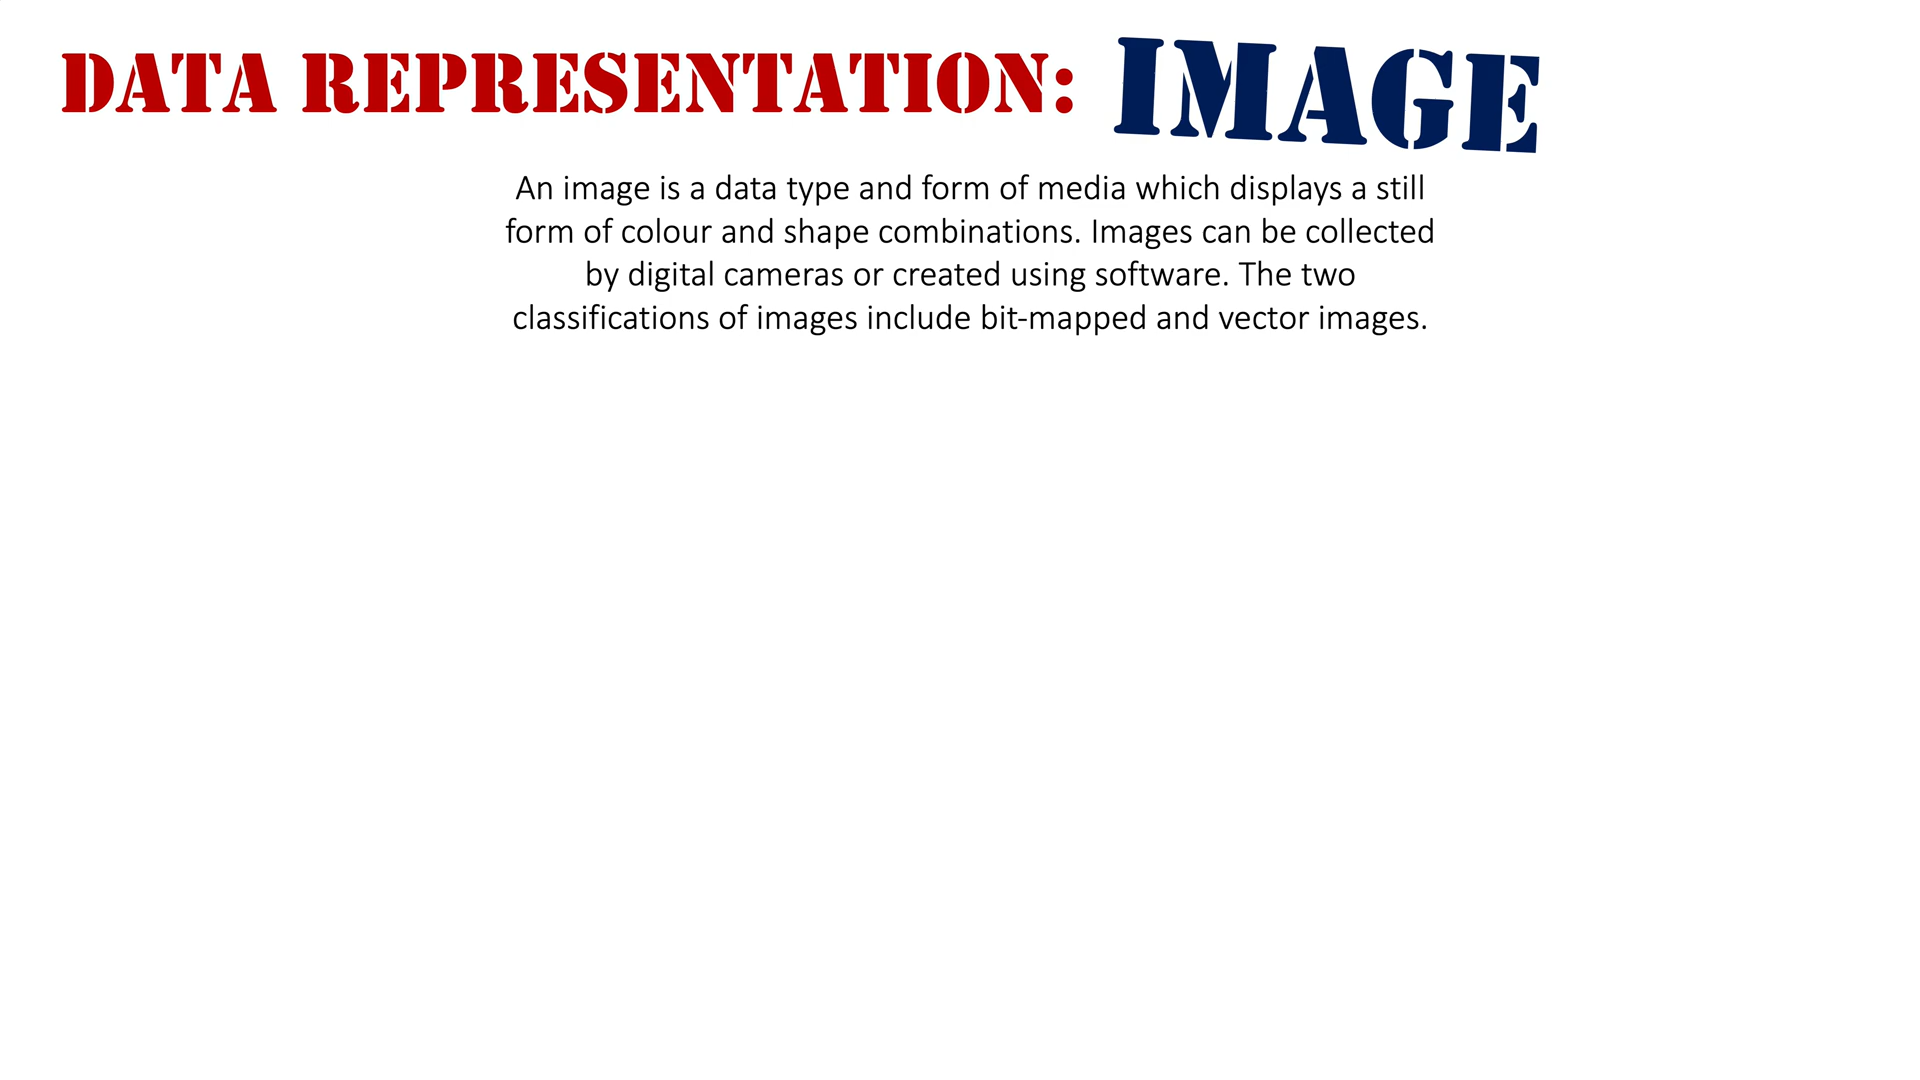 DATA REPRESENTATION: IMAGE
An image is a data type and form of media which displays a still
form of colour and shape combinations. Images can be collected
by digital cameras or created using software. The two
classifications of images include bit-mapped and vector images.